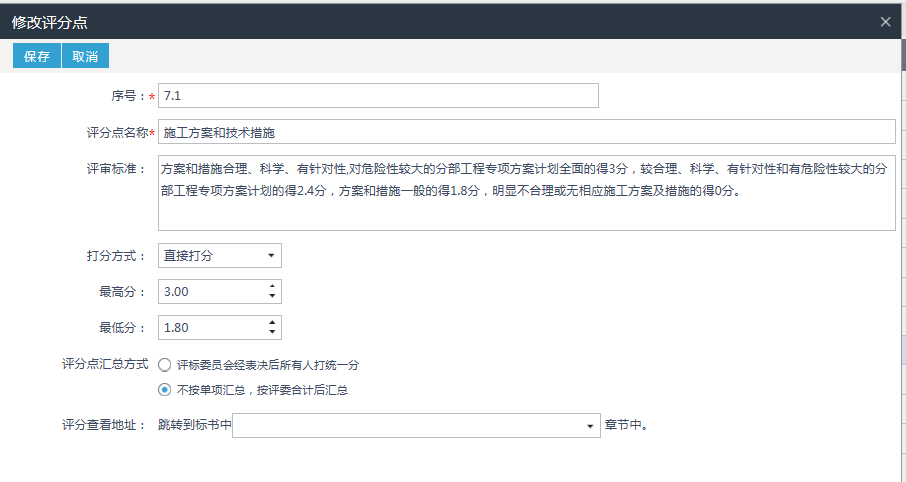 修改评分点
保存 取消
序号：* 7.1
评分点名称* 施工方案和技术措施
评审标准： 方案和措施合理、科学、有针对性,对危险性较大的分部工程专项方案计划全面的得3分，较合理、科学、有针对性和有危险性较大的分
部工程专项方案计划的得2.4分，方案和措施一般的得1.8分，明显不合理或无相应施工方案及措施的得0分。
打分方式： 直接打分
最高分： 3.00
最低分： 1.80
评分点汇总方式 评标委员会经表决后所有人打统一分
不按单项汇总，按评委合计后汇总
评分查看地址： 跳转到标书中 章节中。